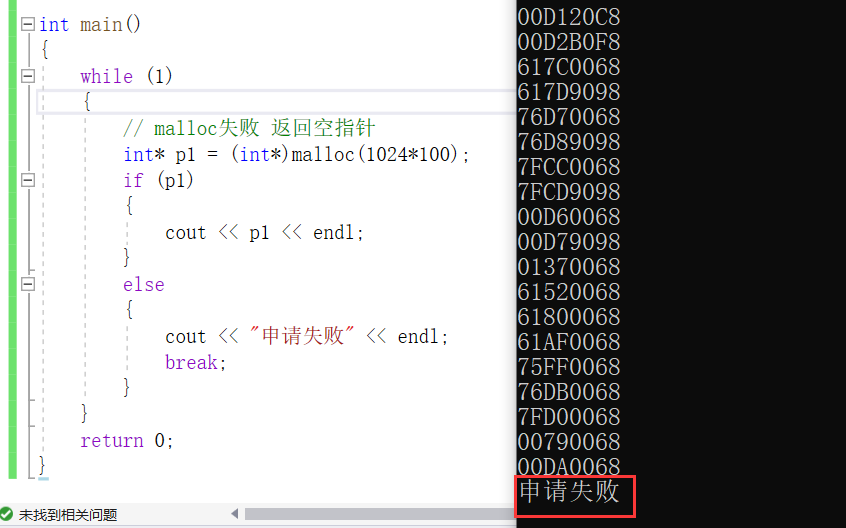 int main()
{
while (1)
{
// malloc失败 返回空指针
int* p1 = (int*)malloc(1024*100);
if (p1)
{
cout << p1 << endl;
}
else
{
cout << "申请失败" << endl;
break;
}
}
return 0;
}
未找到相关问题
00D120C8
00D2B0F8
617C0068
617D9098
76D70068
76D89098
7FCC0068
7FCD9098
00D60068
00D79098
01370068
61520068
61800068
61AF0068
75FF0068
76DB0068
7FD00068
00790068
00DA0068
申请失败